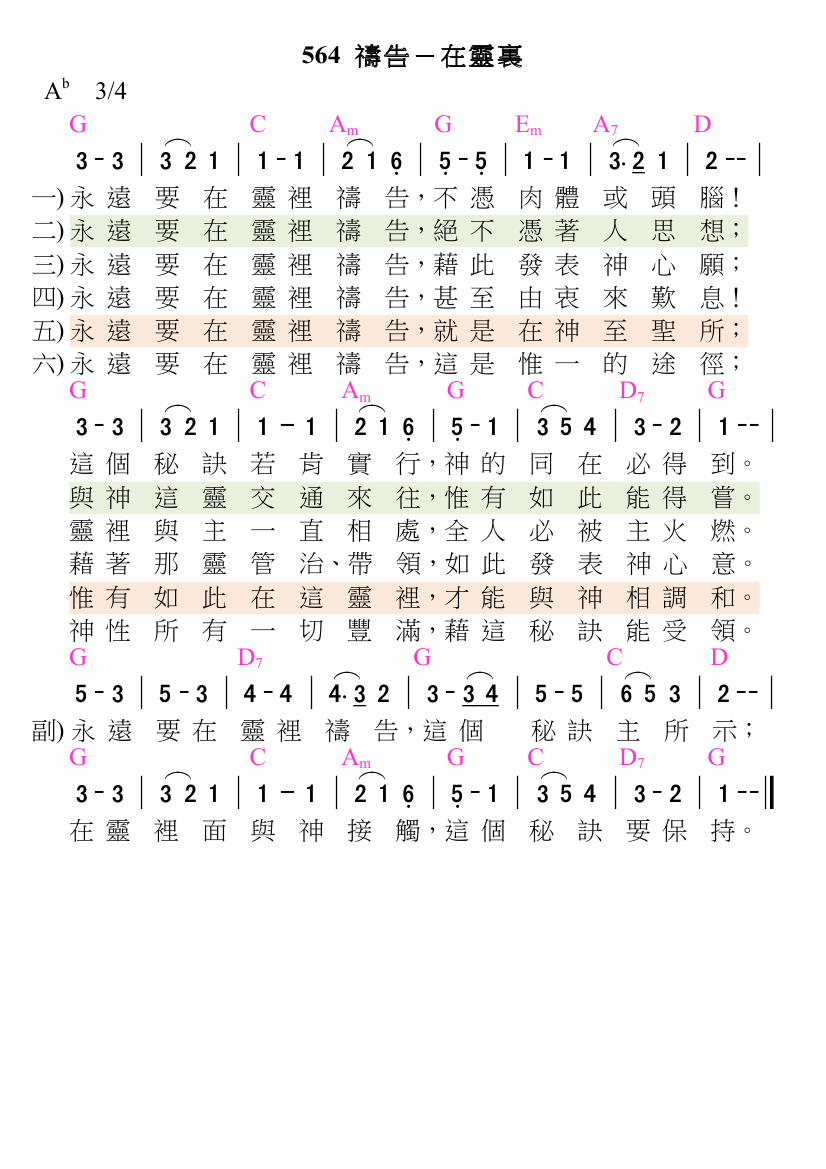 564 禱告－在靈裏
Aᵇ 3/4
G C Am G Em A7 D
3 - 3 | 3 2 1 | 1 - 1 | 2 1 6̣ | 5̣ - 5̣ | 1 - 1 | 3. 2 1 | 2 -- |
一) 永遠要在靈裡禱告，不憑肉體或頭腦！
二) 永遠要在靈裡禱告，絕不憑著人思想；
三) 永遠要在靈裡禱告，藉此發表神心願；
四) 永遠要在靈裡禱告，甚至由衷來歎息！
五) 永遠要在靈裡禱告，就是在神至聖所；
六) 永遠要在靈裡禱告，這是惟一的途徑；
G C Am G C D7 G
3 - 3 | 3 2 1 | 1 － 1 | 2 1 6̣ | 5̣ - 1 | 3 5 4 | 3 - 2 | 1 -- |
這個秘訣若肯實行，神的同在必得到。
與神這靈交通來往，惟有如此能得嘗。
靈裡與主一直相處，全人必被主火燃。
藉著那靈管治、帶領，如此發表神心意。
惟有如此在這靈裡，才能與神相調和。
神性所有一切豐滿，藉這秘訣能受領。
G D7 G C D
5 - 3 | 5 - 3 | 4 - 4 | 4. 3 2 | 3 - 3 4 | 5 - 5 | 6 5 3 | 2 -- |
副) 永遠要在靈裡禱告，這個秘訣主所示；
G C Am G C D7 G
3 - 3 | 3 2 1 | 1 － 1 | 2 1 6̣ | 5̣ - 1 | 3 5 4 | 3 - 2 | 1 -- ‖
在靈裡面與神接觸，這個秘訣要保持。